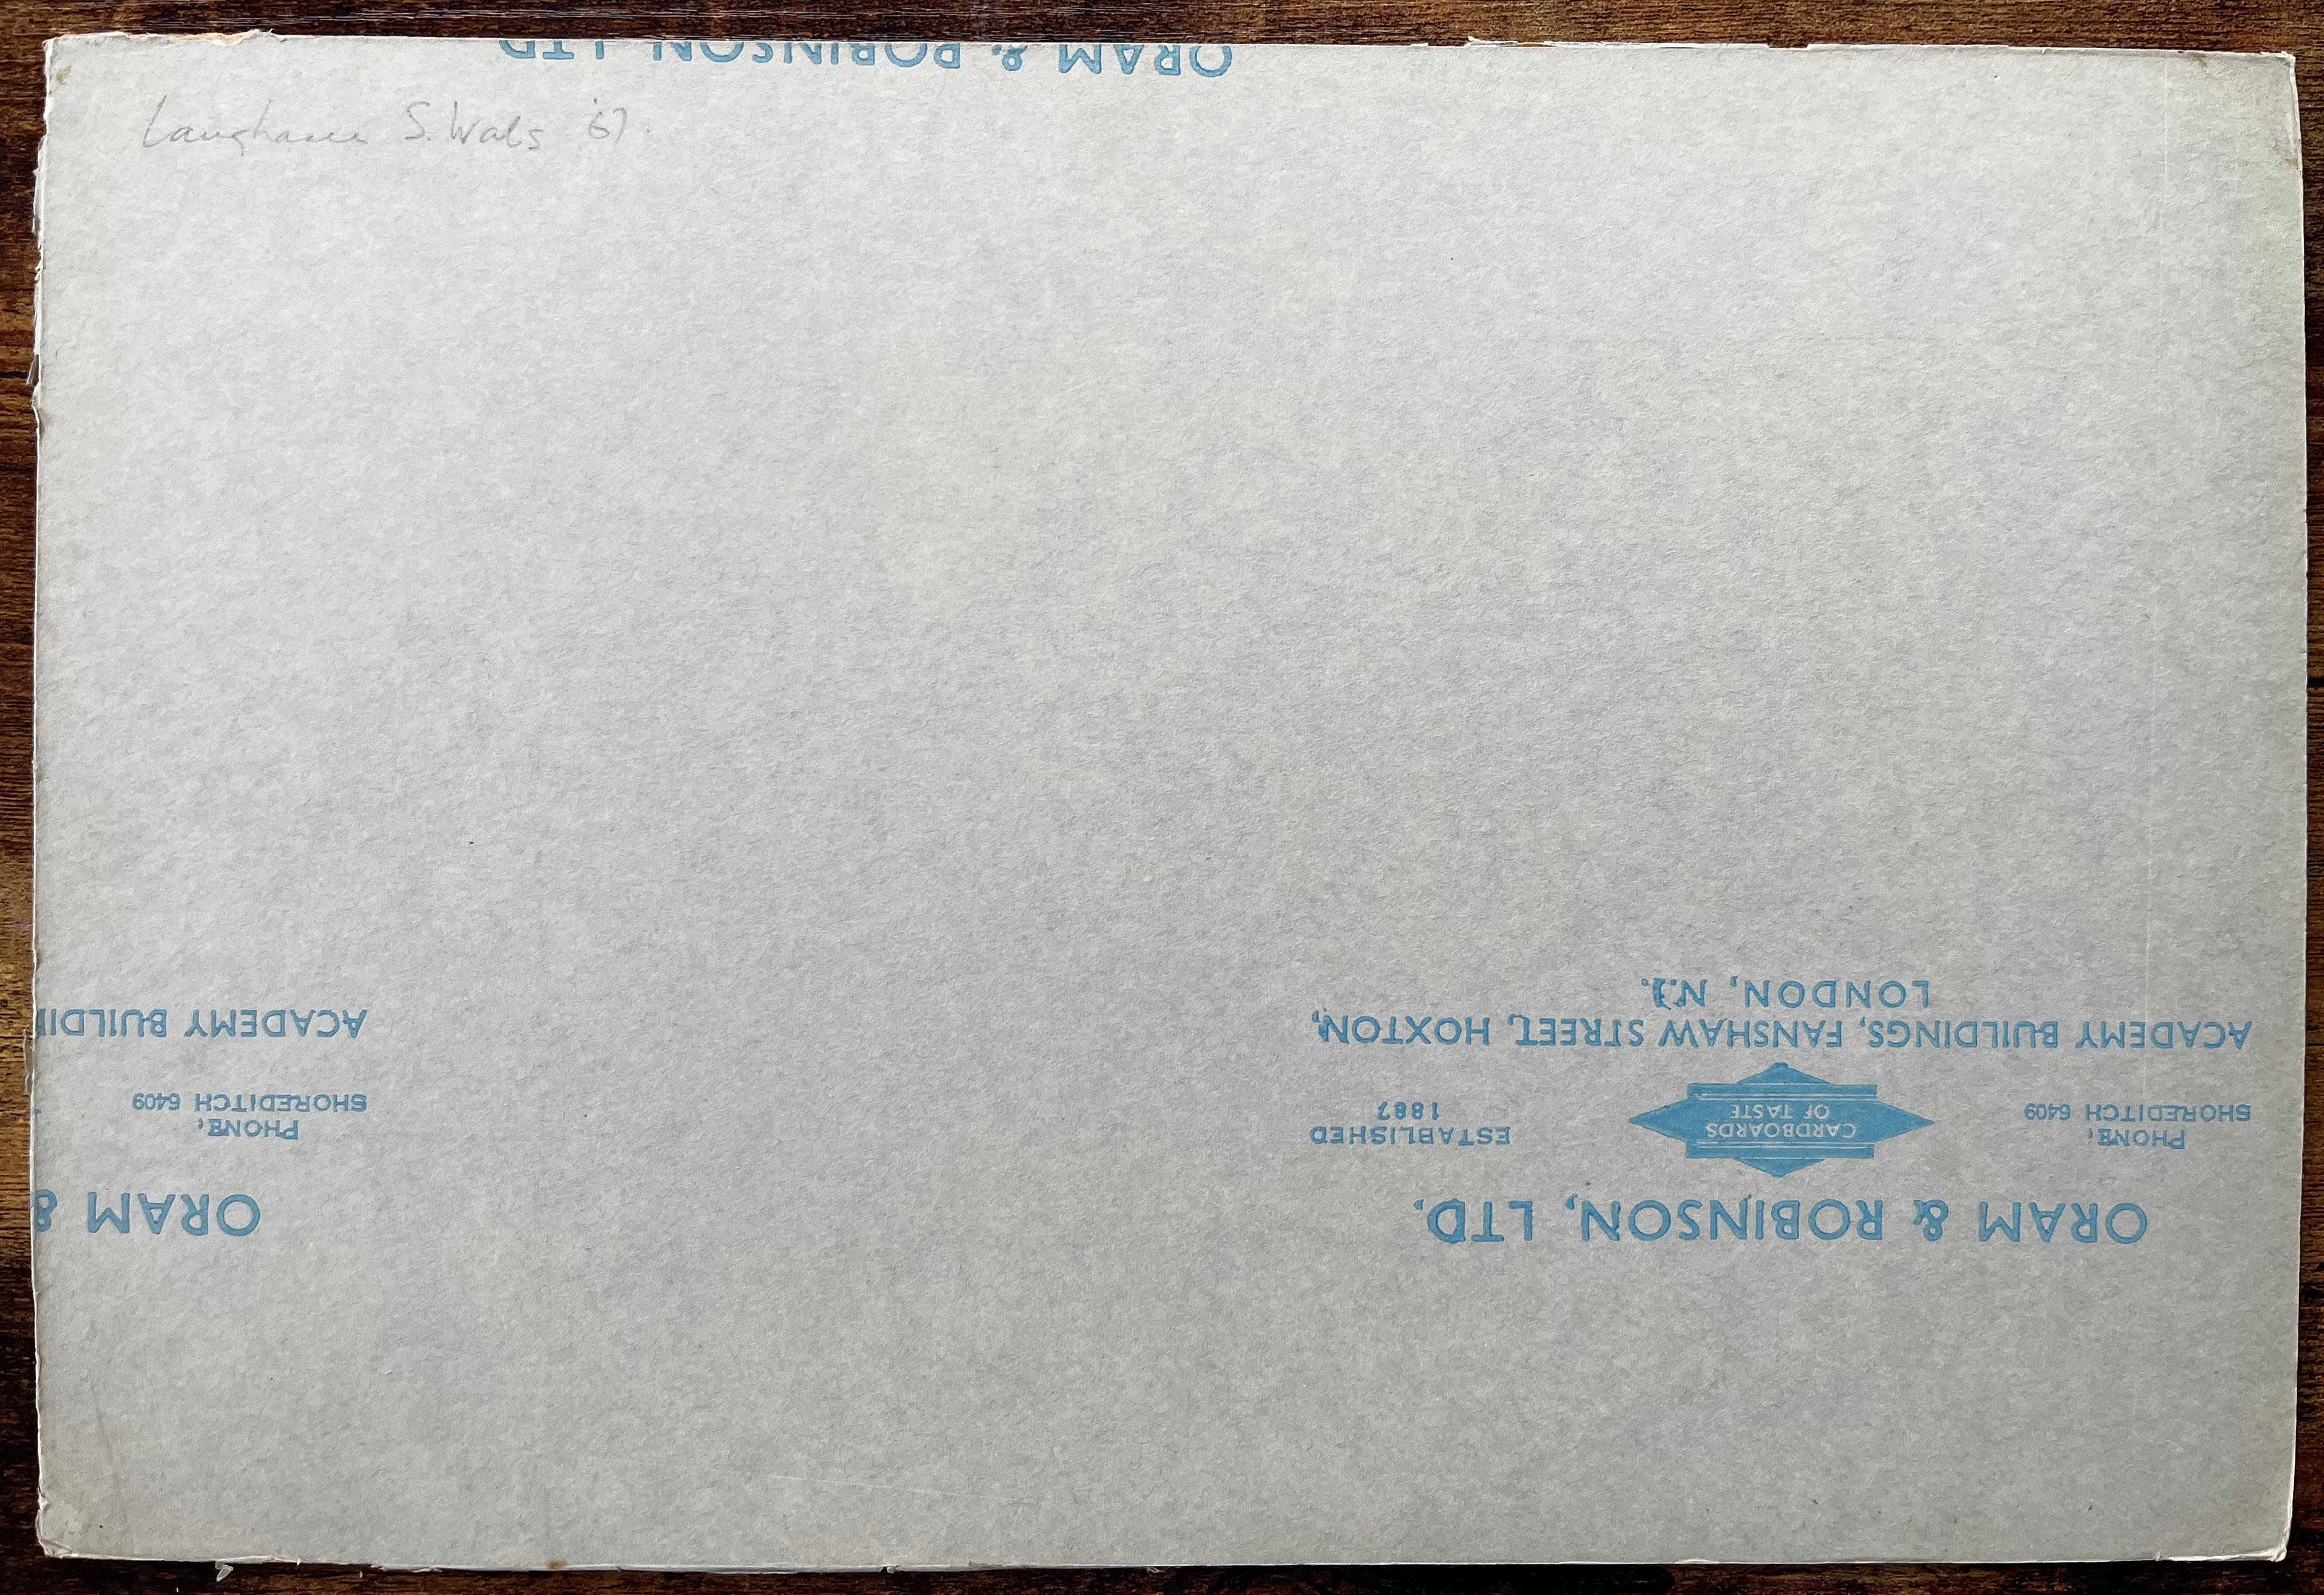 ORAM & ROBINSON, LTD
Laugharne S. Wales '67.
ORAM & ROBINSON, LTD.
PHONE, SHOREDITCH 6409
CARDBOARDS OF TASTE
ESTABLISHED 1887
ACADEMY BUILDINGS, FANSHAW STREET, HOXTON,
LONDON, N.1.
ORAM &
PHONE,
SHOREDITCH 6409
ACADEMY BUILDI